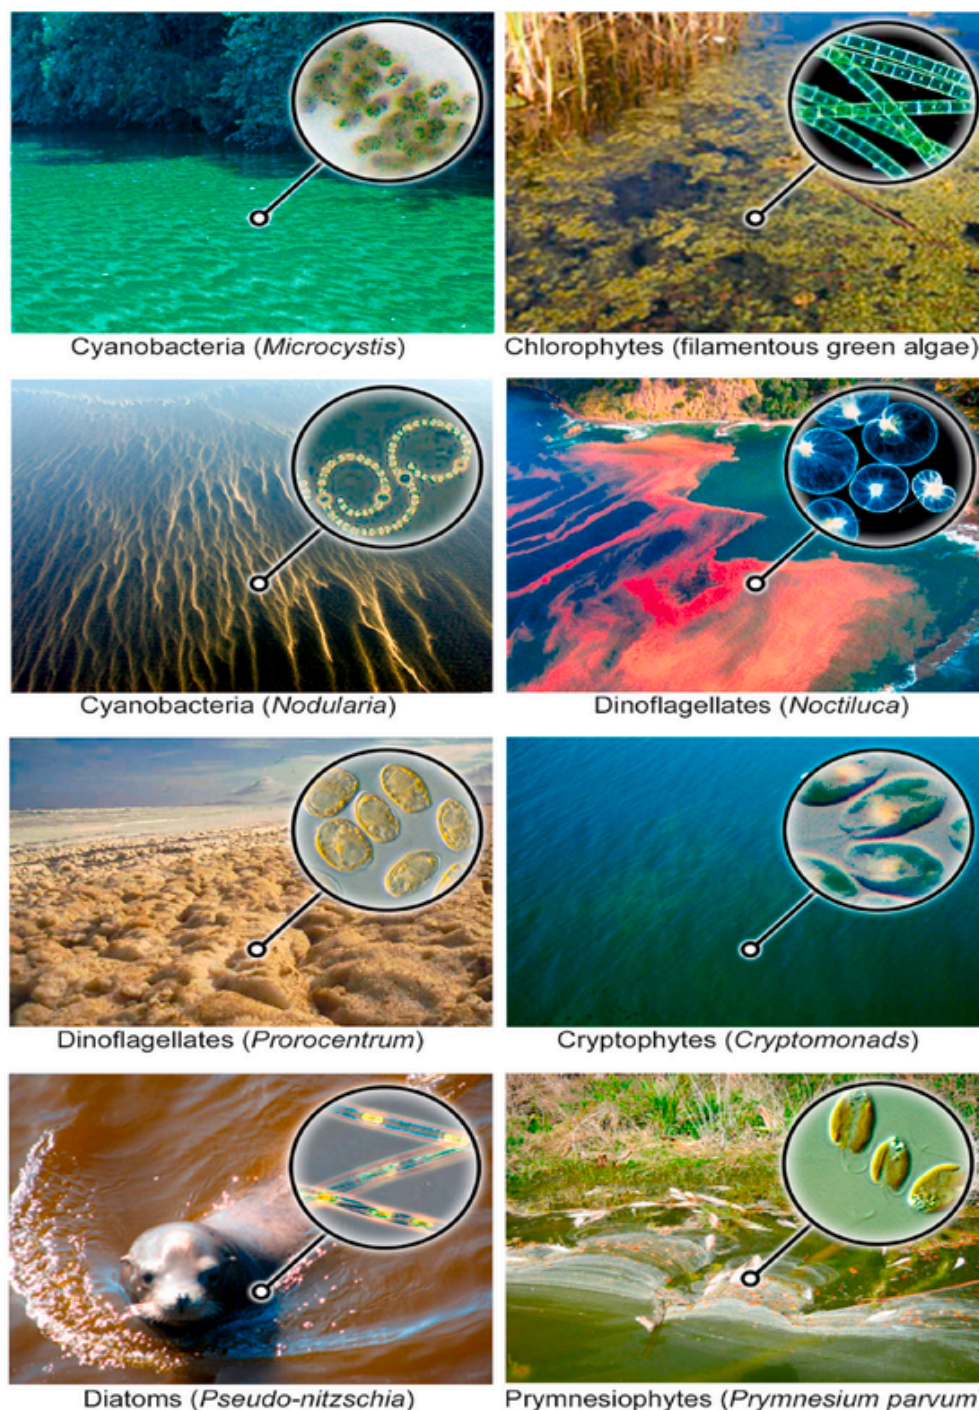 Cyanobacteria (Microcystis)
Chlorophytes (filamentous green algae)
Cyanobacteria (Nodularia)
Dinoflagellates (Noctiluca)
Dinoflagellates (Prorocentrum)
Cryptophytes (Cryptomonads)
Diatoms (Pseudo-nitzschia)
Prymnesiophytes (Prymnesium parvum